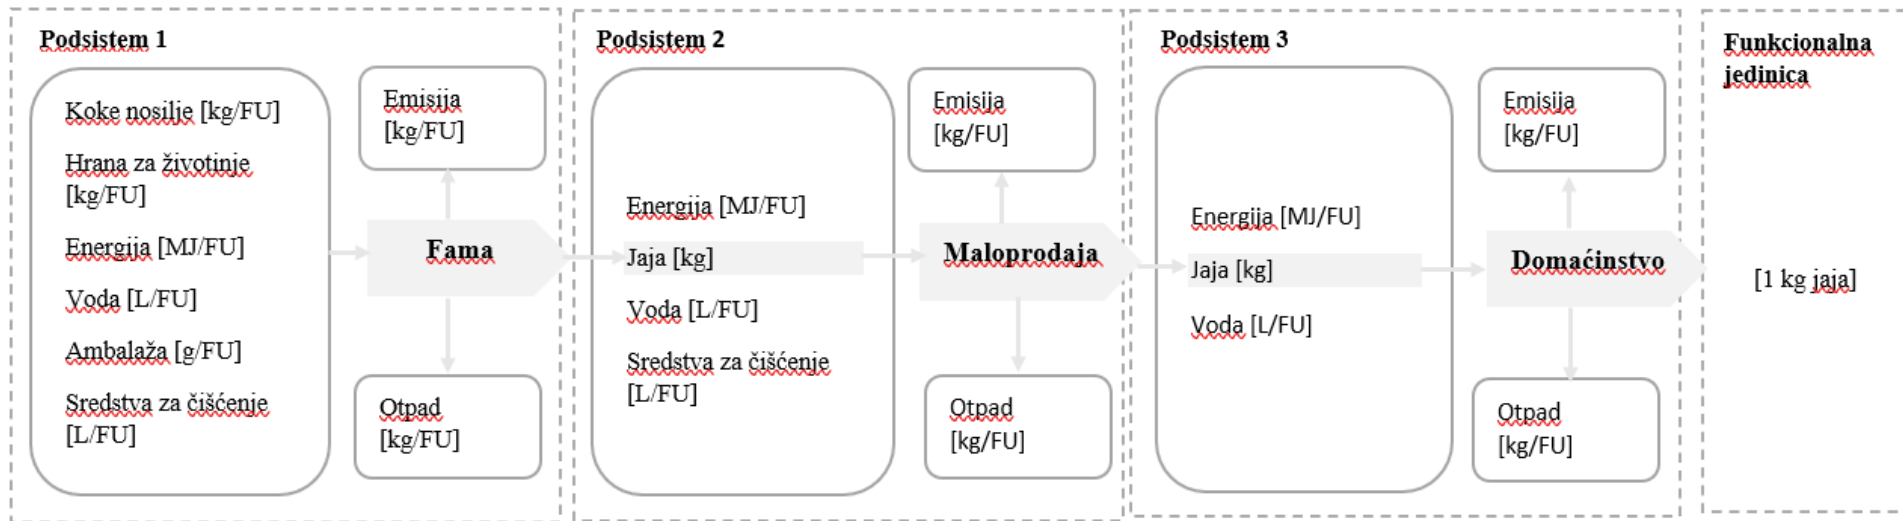 Podsistem 1
Koke nosilje [kg/FU]
Hrana za životinje
[kg/FU]
Energija [MJ/FU]
Voda [L/FU]
Ambalaža [g/FU]
Sredstva za čišćenje
[L/FU]
Emisija
[kg/FU]
Fama
Otpad
[kg/FU]
Podsistem 2
Energija [MJ/FU]
Jaja [kg]
Voda [L/FU]
Sredstva za čišćenje
[L/FU]
Emisija
[kg/FU]
Maloprodaja
Otpad
[kg/FU]
Podsistem 3
Energija [MJ/FU]
Jaja [kg]
Voda [L/FU]
Emisija
[kg/FU]
Domaćinstvo
Otpad
[kg/FU]
Funkcionalna
jedinica
[1 kg jaja]